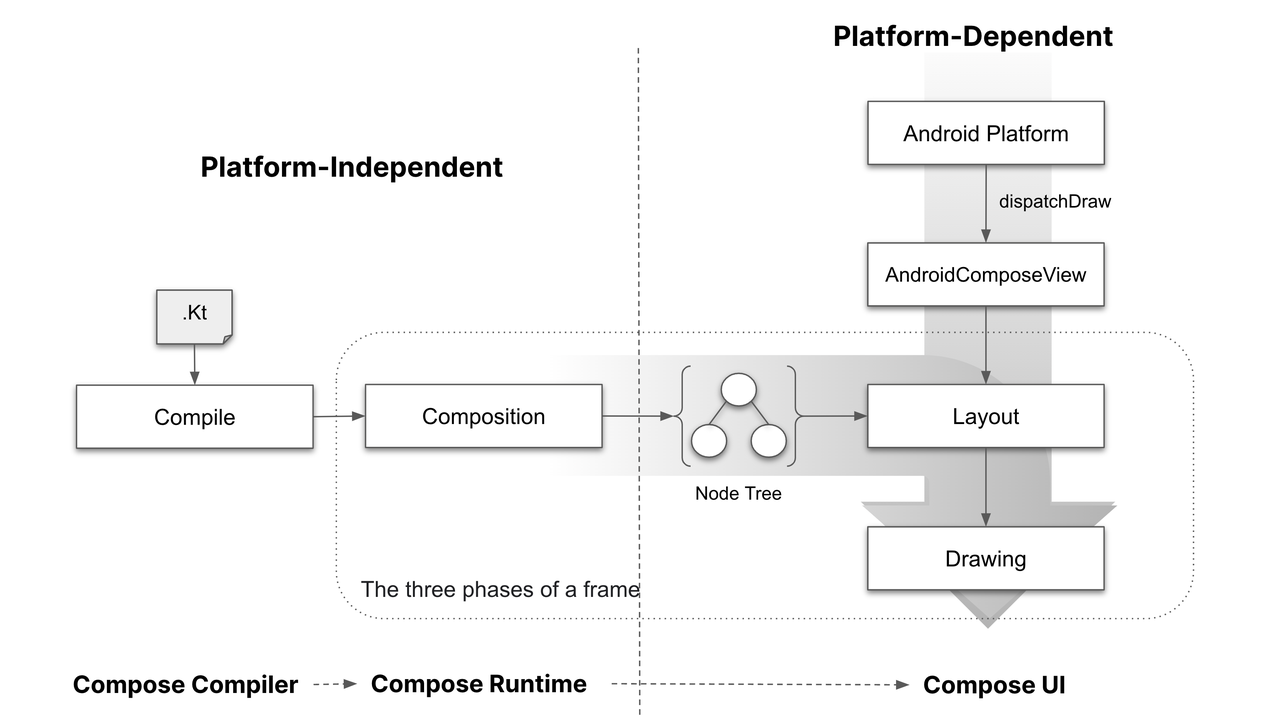 Platform-Dependent
Android Platform
Platform-Independent
dispatchDraw
AndroidComposeView
.Kt
Compile
Composition
Layout
Node Tree
Drawing
The three phases of a frame
Compose Compiler
Compose Runtime
Compose UI